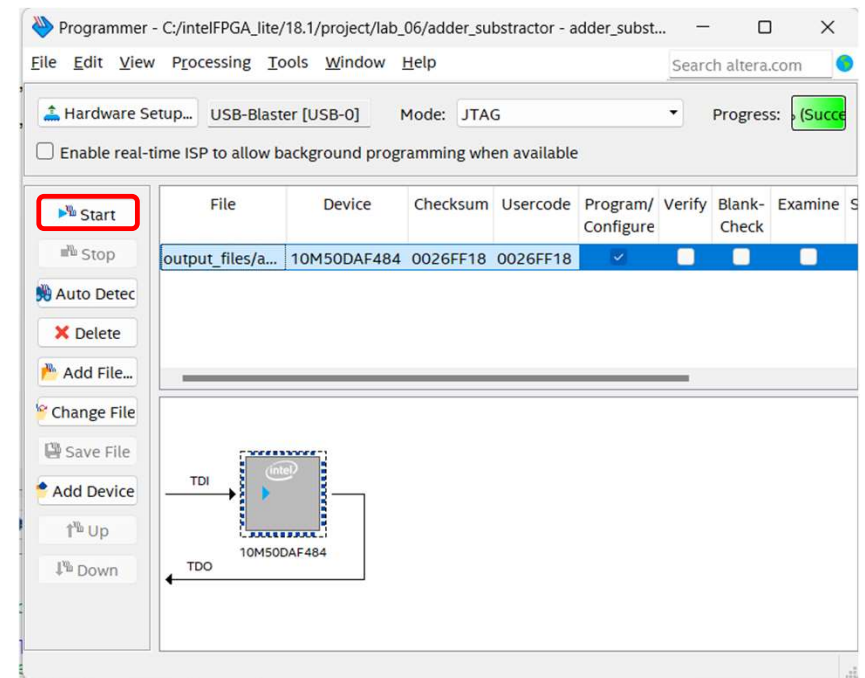 Programmer - C:/intelFPGA_lite/18.1/project/lab_06/adder_substractor - adder_subst...
File Edit View Processing Tools Window Help
Search altera.com
Hardware Setup... USB-Blaster [USB-0] Mode: JTAG Progress: (Succe
Enable real-time ISP to allow background programming when available
Start
Stop
Auto Detec
Delete
Add File...
Change File
Save File
Add Device
Up
Down
File Device Checksum Usercode Program/ Verify Blank- Examine S
Configure Check
output_files/a... 10M50DAF484 0026FF18 0026FF18
intel
TDI
10M50DAF484
TDO